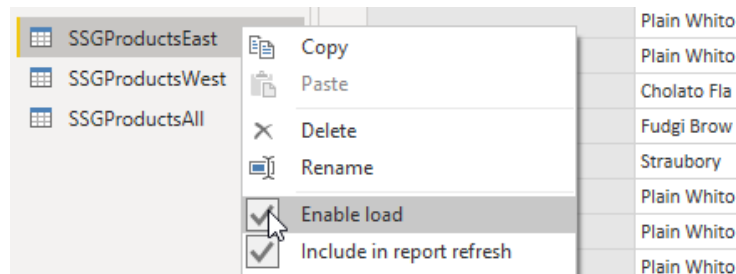 SSGProductsEast
SSGProductsWest
SSGProductsAll
Copy
Paste
Delete
Rename
Enable load
Include in report refresh
Plain Whito
Plain Whito
Cholato Fla
Fudgi Brow
Straubory
Plain Whito
Plain Whito
Plain Whito